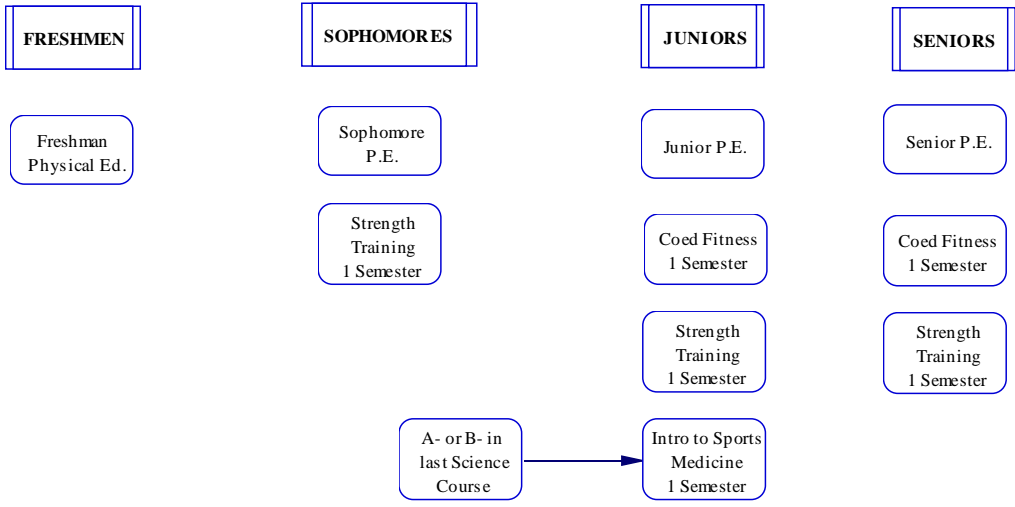 FRESHMEN
SOPHOMORES
JUNIORS
SENIORS
Freshman
Physical Ed.
Sophomore
P.E.
Junior P.E.
Senior P.E.
Strength
Training
1 Semester
Coed Fitness
1 Semester
Coed Fitness
1 Semester
Strength
Training
1 Semester
Strength
Training
1 Semester
A- or B- in
last Science
Course
Intro to Sports
Medicine
1 Semester